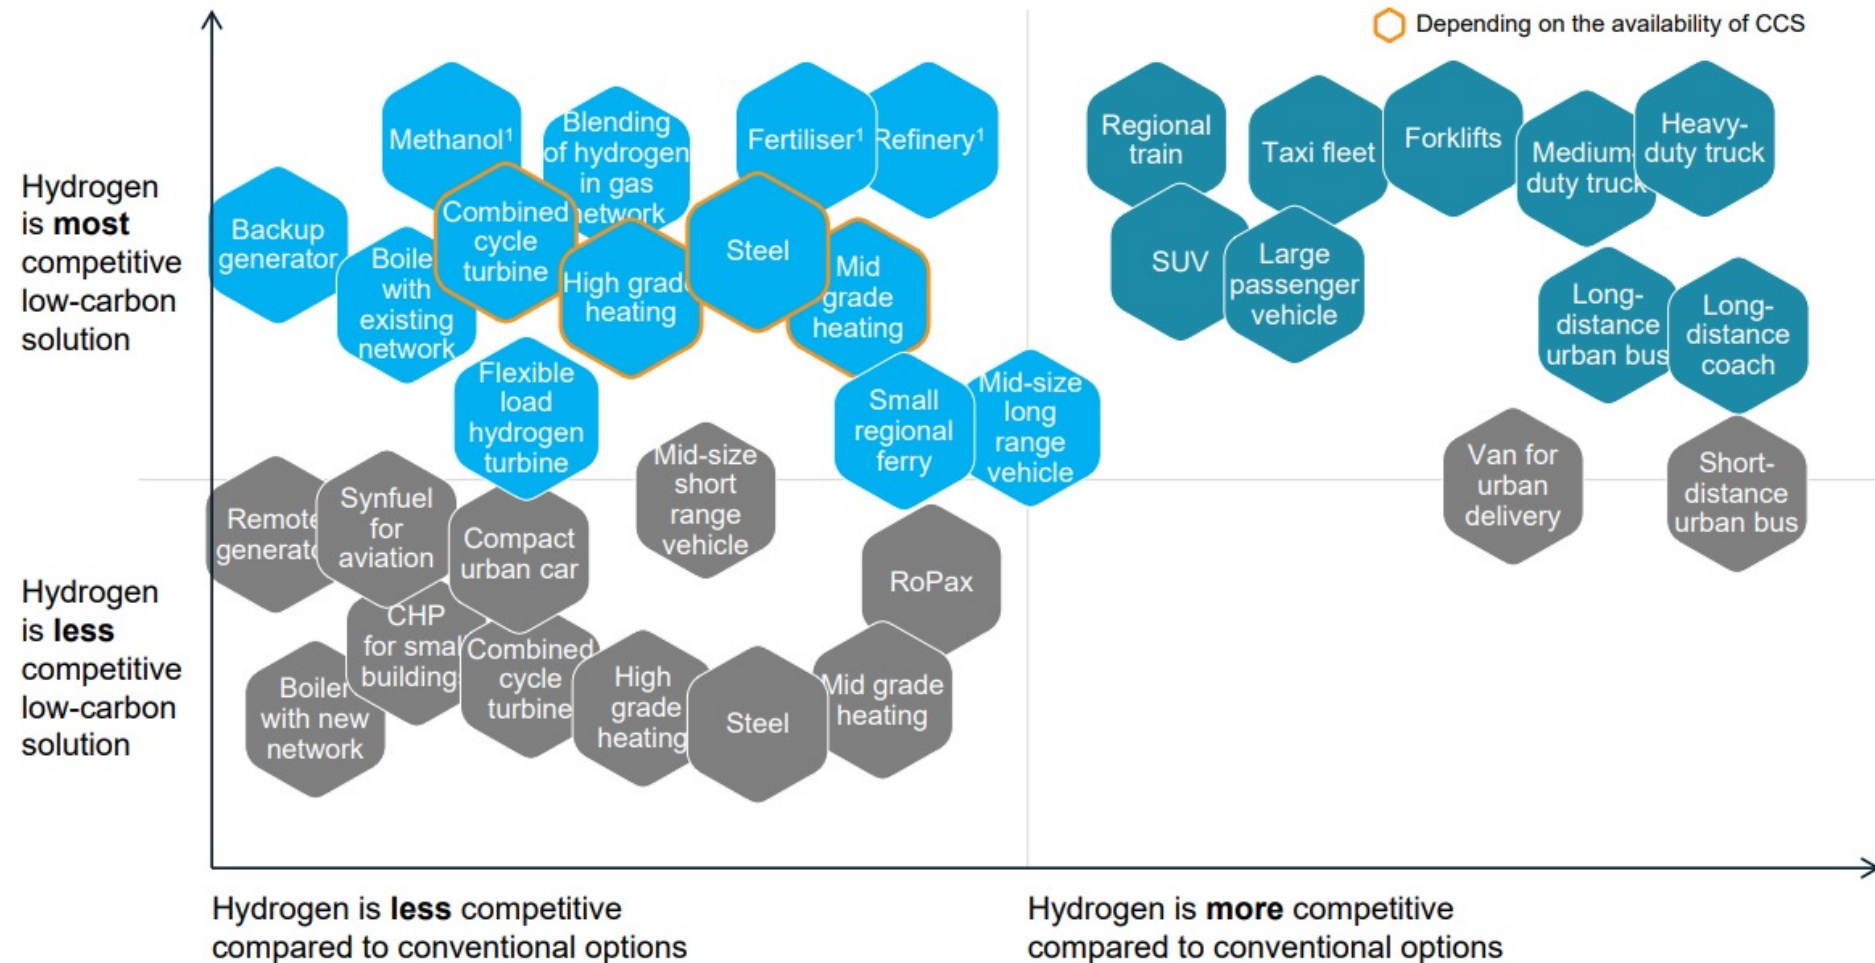 Depending on the availability of CCS
Hydrogen
is most
competitive
low-carbon
solution
Hydrogen
is less
competitive
low-carbon
solution
Methanol¹
Blending
of hydrogen
in gas
network
Fertiliser¹
Refinery¹
Backup
generator
Boile
with
existing
network
Combined
cycle
turbine
High grad
heating
Steel
Mid
grade
heating
Flexible
load
hydrogen
turbine
Small
regional
ferry
Mid-size
long
range
vehicle
Regional
train
Taxi fleet
Forklifts
Medium-
duty truck
Heavy-
duty truck
SUV
Large
passenger
vehicle
Long-
distance
urban bus
Long-
distance
coach
Van for
urban
delivery
Short-
distance
urban bus
Mid-size
short
range
vehicle
Remote
generato
Synfuel
for
aviation
Compact
urban car
RoPax
CHP
for small
building
Boiler
with new
network
Combined
cycle
turbine
High
grade
heating
Steel
Mid grade
heating
Hydrogen is less competitive
compared to conventional options
Hydrogen is more competitive
compared to conventional options